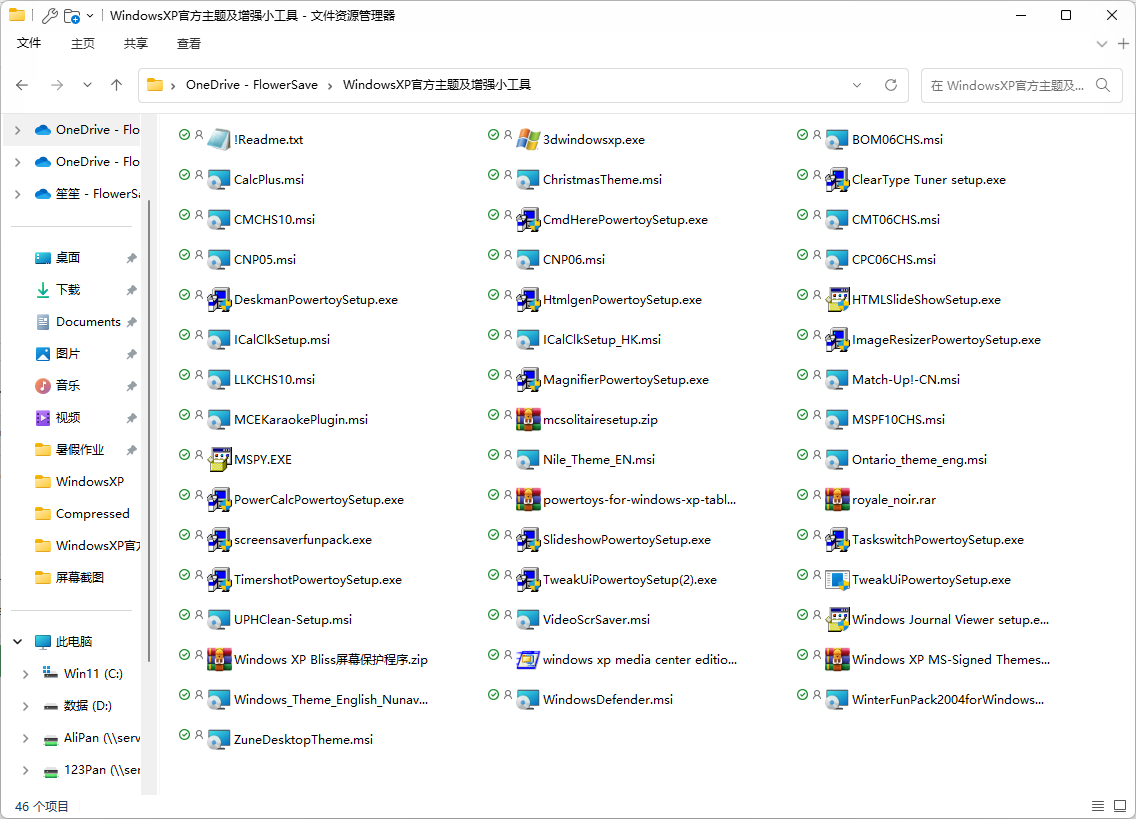 WindowsXP官方主题及增强小工具 - 文件资源管理器
文件 主页 共享 查看
OneDrive - FlowerSave › WindowsXP官方主题及增强小工具
在 WindowsXP官方主题及...
OneDrive - Flo
OneDrive - Flo
笙笙 - FlowerSa
桌面
下载
Documents
图片
音乐
视频
暑假作业
WindowsXP
Compressed
WindowsXP官方
屏幕截图
此电脑
Win11 (C:)
数据 (D:)
AliPan (\\serv
123Pan (\\ser
!Readme.txt 3dwindowsxp.exe BOM06CHS.msi
CalcPlus.msi ChristmasTheme.msi ClearType Tuner setup.exe
CMCHS10.msi CmdHerePowertoySetup.exe CMT06CHS.msi
CNP05.msi CNP06.msi CPC06CHS.msi
DeskmanPowertoySetup.exe HtmlgenPowertoySetup.exe HTMLSlideShowSetup.exe
ICalClkSetup.msi ICalClkSetup_HK.msi ImageResizerPowertoySetup.exe
LLKCHS10.msi MagnifierPowertoySetup.exe Match-Up!-CN.msi
MCEKaraokePlugin.msi mcsolitairesetup.zip MSPF10CHS.msi
MSPY.EXE Nile_Theme_EN.msi Ontario_theme_eng.msi
PowerCalcPowertoySetup.exe powertoys-for-windows-xp-tabl... royale_noir.rar
screensaverfunpack.exe SlideshowPowertoySetup.exe TaskswitchPowertoySetup.exe
TimershotPowertoySetup.exe TweakUiPowertoySetup(2).exe TweakUiPowertoySetup.exe
UPHClean-Setup.msi VideoScrSaver.msi Windows Journal Viewer setup.e...
Windows XP Bliss屏幕保护程序.zip windows xp media center editio... Windows XP MS-Signed Themes...
Windows_Theme_English_Nunav... WindowsDefender.msi WinterFunPack2004forWindows...
ZuneDesktopTheme.msi
46 个项目